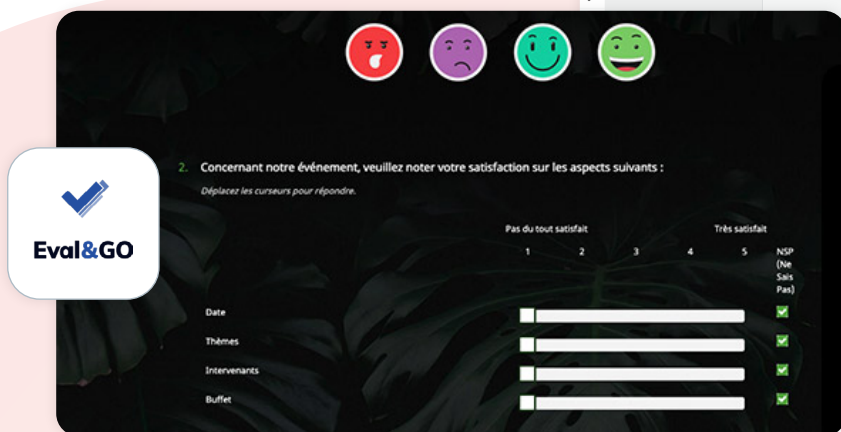 2. Concernant notre événement, veuillez noter votre satisfaction sur les aspects suivants :
Déplacez les curseurs pour répondre.
Eval&GO
Pas du tout satisfait Très satisfait
1 2 3 4 5 NSP
(Ne
Sais
Pas)
Date
Thèmes
Intervenants
Buffet